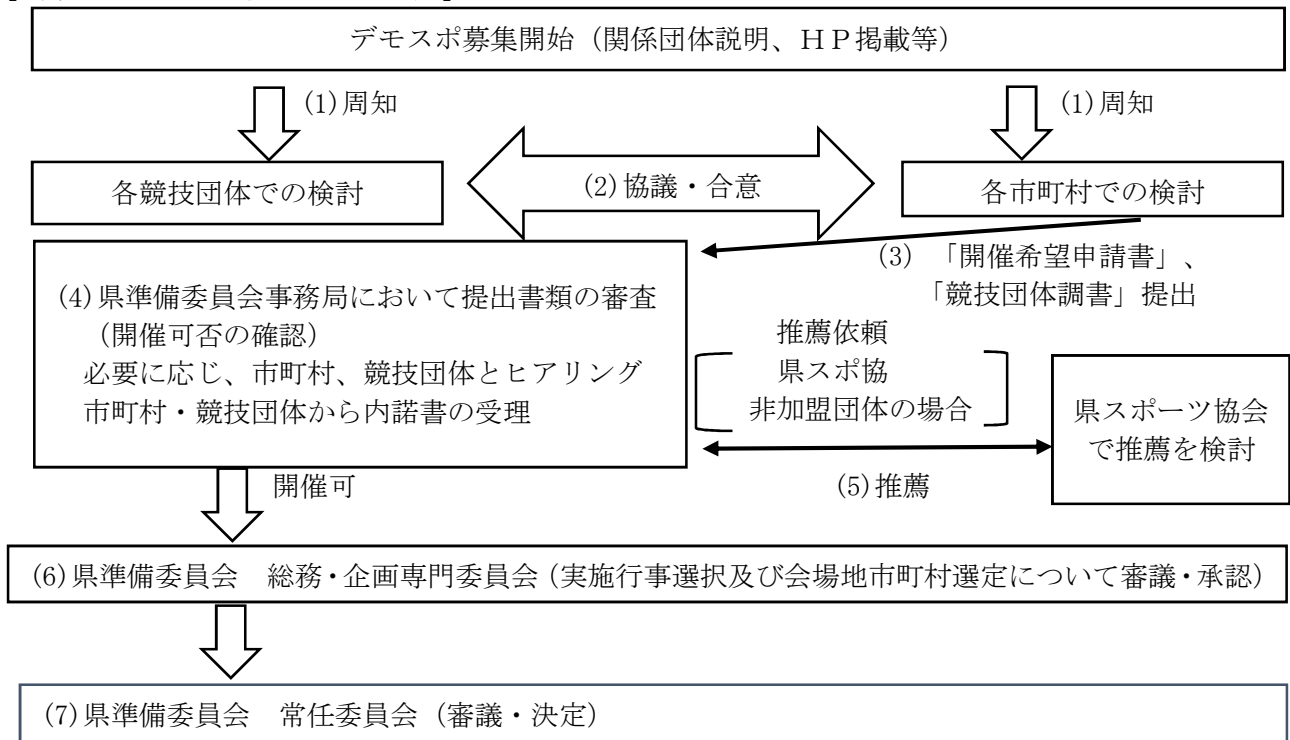 デモスポ募集開始（関係団体説明、ＨＰ掲載等）
(1)周知
(1)周知
各競技団体での検討
(2)協議・合意
各市町村での検討
(3) 「開催希望申請書」、
「競技団体調書」提出
(4)県準備委員会事務局において提出書類の審査
（開催可否の確認）
必要に応じ、市町村、競技団体とヒアリング
市町村・競技団体から内諾書の受理
推薦依頼
県スポ協
非加盟団体の場合
県スポーツ協会
で推薦を検討
(5)推薦
開催可
(6)県準備委員会　総務・企画専門委員会（実施行事選択及び会場地市町村選定について審議・承認）
(7)県準備委員会　常任委員会（審議・決定）